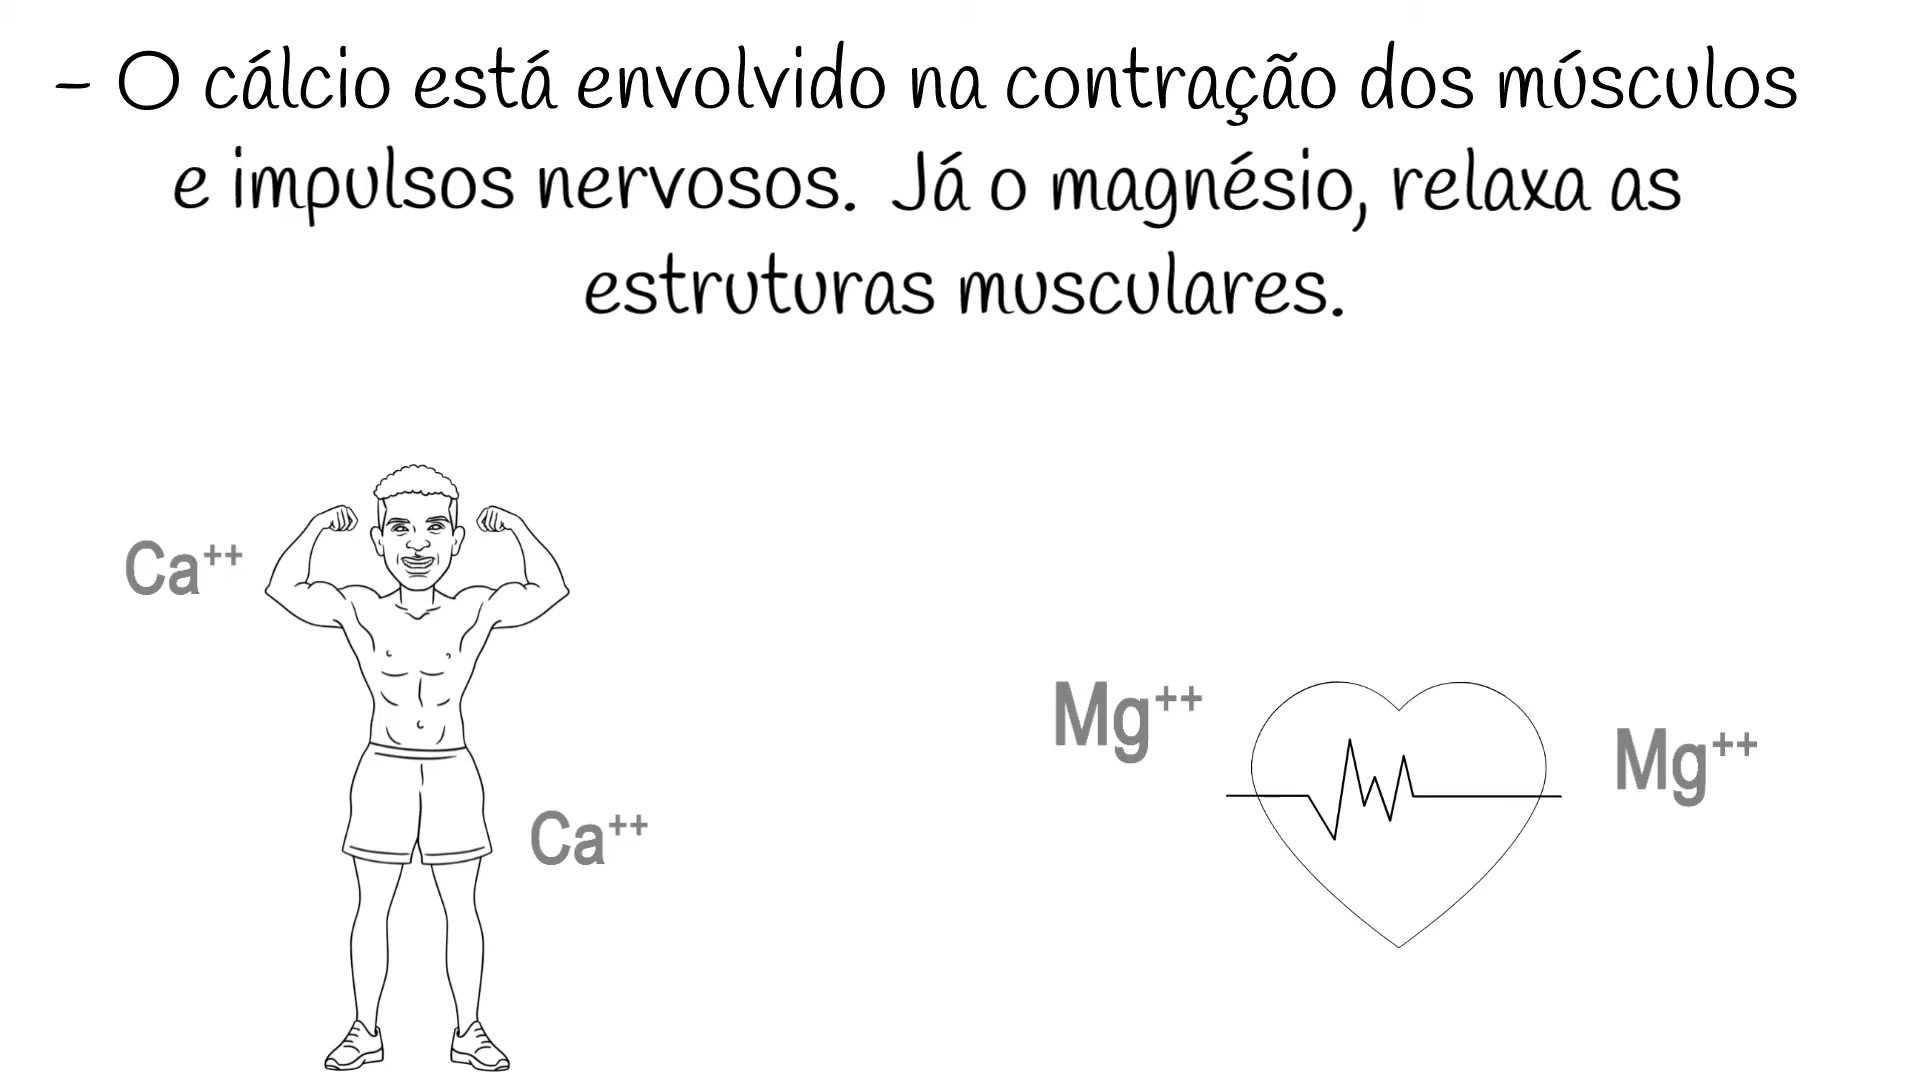 - O cálcio está envolvido na contração dos músculos
e impulsos nervosos. Já o magnésio, relaxa as
estruturas musculares.
Ca++
Ca++
Mg++
Mg++